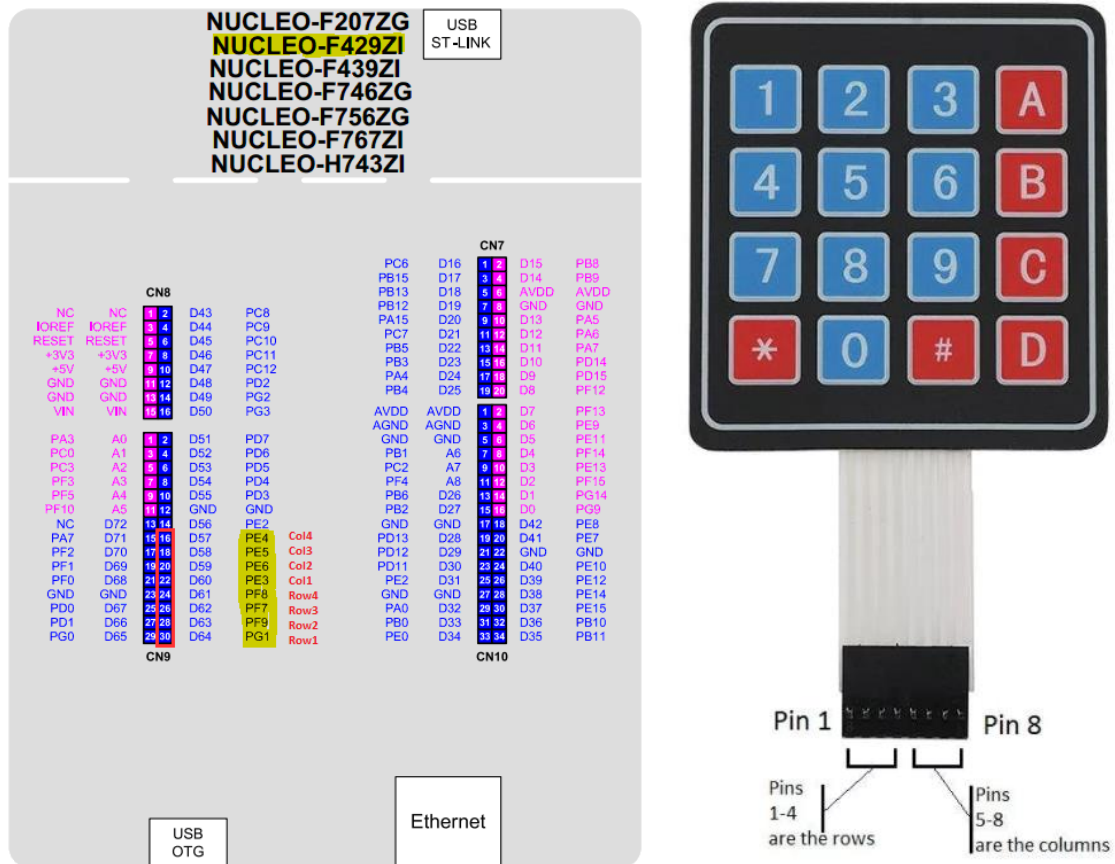 NUCLEO-F207ZG
NUCLEO-F429ZI
NUCLEO-F439ZI
NUCLEO-F746ZG
NUCLEO-F756ZG
NUCLEO-F767ZI
NUCLEO-H743ZI
USB
ST-LINK
CN8
NC NC 1 2 D43 PC8
IOREF IOREF 3 4 D44 PC9
RESET RESET 5 6 D45 PC10
+3V3 +3V3 7 8 D46 PC11
+5V +5V 9 10 D47 PC12
GND GND 11 12 D48 PD2
GND GND 13 14 D49 PG2
VIN VIN 15 16 D50 PG3
PA3 A0 1 2 D51 PD7
PC0 A1 3 4 D52 PD6
PC3 A2 5 6 D53 PD5
PF3 A3 7 8 D54 PD4
PF5 A4 9 10 D55 PD3
PF10 A5 11 12 GND GND
NC D72 13 14 D56 PE2
PA7 D71 15 16 D57 PE4 Col4
PF2 D70 17 18 D58 PE5 Col3
PF1 D69 19 20 D59 PE6 Col2
PF0 D68 21 22 D60 PE3 Col1
GND GND 23 24 D61 PF8 Row4
PD0 D67 25 26 D62 PF7 Row3
PD1 D66 27 28 D63 PF9 Row2
PG0 D65 29 30 D64 PG1 Row1
CN9
CN7
PC6 D16 1 2 D15 PB8
PB15 D17 3 4 D14 PB9
PB13 D18 5 6 AVDD AVDD
PB12 D19 7 8 GND GND
PA15 D20 9 10 D13 PA5
PC7 D21 11 12 D12 PA6
PB5 D22 13 14 D11 PA7
PB3 D23 15 16 D10 PD14
PA4 D24 17 18 D9 PD15
PB4 D25 19 20 D8 PF12
AVDD AVDD 1 2 D7 PF13
AGND AGND 3 4 D6 PE9
GND GND 5 6 D5 PE11
PB1 A6 7 8 D4 PF14
PC2 A7 9 10 D3 PE13
PF4 A8 11 12 D2 PF15
PB6 D26 13 14 D1 PG14
PB2 D27 15 16 D0 PG9
GND GND 17 18 D42 PE8
PD13 D28 19 20 D41 PE7
PD12 D29 21 22 GND GND
PD11 D30 23 24 D40 PE10
PE2 D31 25 26 D39 PE12
GND GND 27 28 D38 PE14
PA0 D32 29 30 D37 PE15
PB0 D33 31 32 D36 PB10
PE0 D34 33 34 D35 PB11
CN10
USB
OTG
Ethernet
1 2 3 A
4 5 6 B
7 8 9 C
* 0 # D
Pin 1
Pin 8
Pins
1-4
are the rows
Pins
5-8
are the columns